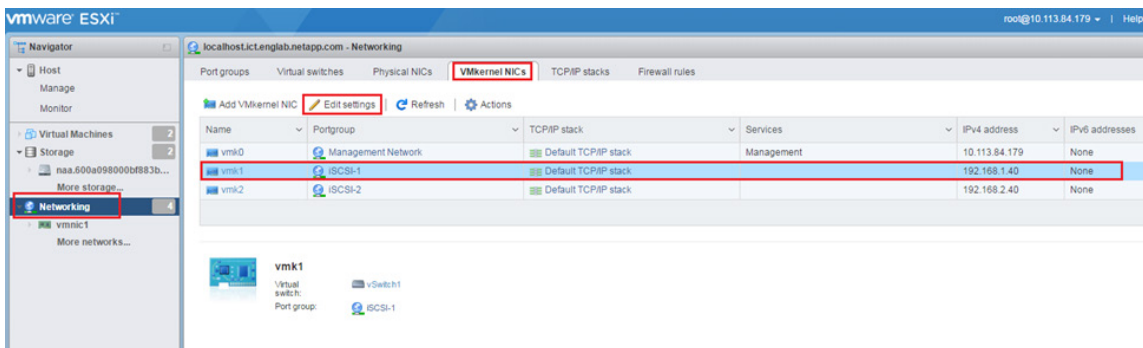 vmware ESXi™
root@10.113.84.179 | Help
Navigator
localhost.ict.englab.netapp.com - Networking
Host
Manage
Monitor
Virtual Machines 2
Storage 2
naa.600a098000bf883b...
More storage...
Networking 4
vmnic1
More networks...
Port groups Virtual switches Physical NICs VMkernel NICs TCP/IP stacks Firewall rules
Add VMkernel NIC Edit settings Refresh Actions
Name Portgroup TCP/IP stack Services IPv4 address IPv6 addresses
vmk0 Management Network Default TCP/IP stack Management 10.113.84.179 None
vmk1 iSCSI-1 Default TCP/IP stack 192.168.1.40 None
vmk2 iSCSI-2 Default TCP/IP stack 192.168.2.40 None
vmk1
Virtual switch: vSwitch1
Port group: iSCSI-1